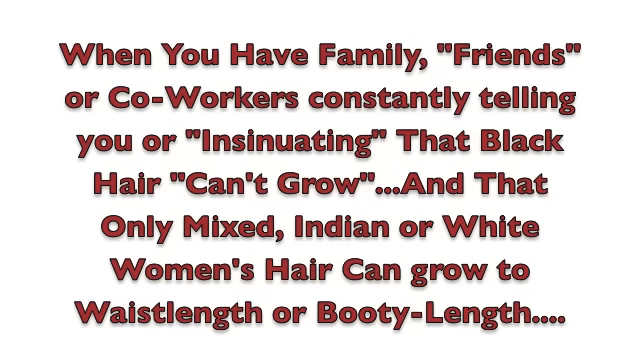 When You Have Family, "Friends"
or Co-Workers constantly telling
you or "Insinuating" That Black
Hair "Can't Grow"...And That
Only Mixed, Indian or White
Women's Hair Can grow to
Waistlength or Booty-Length....